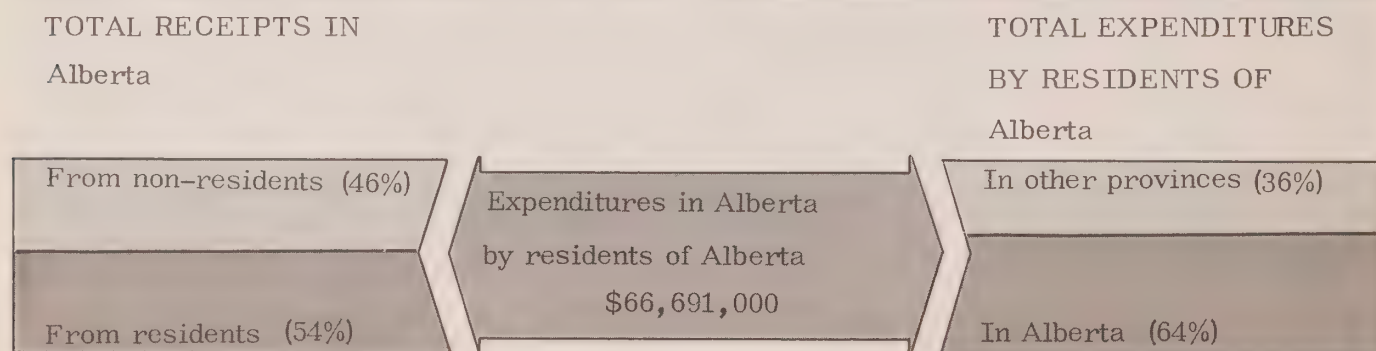 TOTAL RECEIPTS IN
Alberta
TOTAL EXPENDITURES
BY RESIDENTS OF
Alberta
From non-residents (46%)
From residents (54%)
Expenditures in Alberta
by residents of Alberta
$66,691,000
In other provinces (36%)
In Alberta (64%)